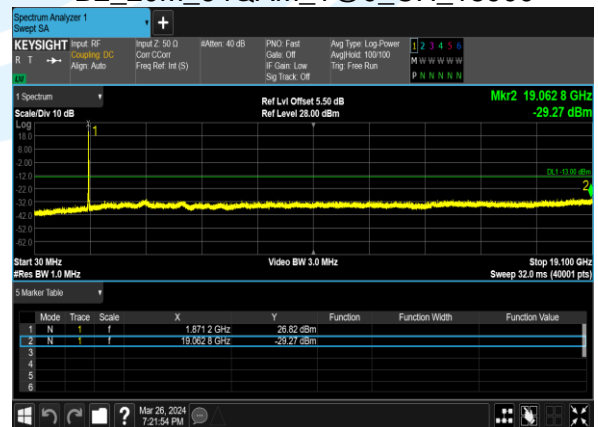 Spectrum Analyzer 1
Swept SA
+
KEYSIGHT Input: RF Input Z: 50 Ω #Atten: 40 dB PNO: Fast Avg Type: Log-Power 1 2 3 4 5 6
R T Coupling: DC Corr CCorr Gate: Off Avg|Hold: 100/100 M W W W W W
Align: Auto Freq Ref: Int (S) IF Gain: Low Trig: Free Run
Sig Track: Off P N N N N N
1 Spectrum Ref Lvl Offset 5.50 dB Mkr2 19.062 8 GHz
Scale/Div 10 dB Ref Level 28.00 dBm -29.27 dBm
Log
1
18.0
8.00
-2.00
-12.0 DL1 -13.00 dBm
-22.0 2
-32.0
-42.0
-52.0
-62.0
Start 30 MHz Video BW 3.0 MHz Stop 19.100 GHz
#Res BW 1.0 MHz Sweep 32.0 ms (40001 pts)
5 Marker Table
Mode Trace Scale X Y Function Function Width Function Value
1 N 1 f 1.871 2 GHz 26.82 dBm
2 N 1 f 19.062 8 GHz -29.27 dBm
3
4
5
6
? Mar 26, 2024
7:21:54 PM